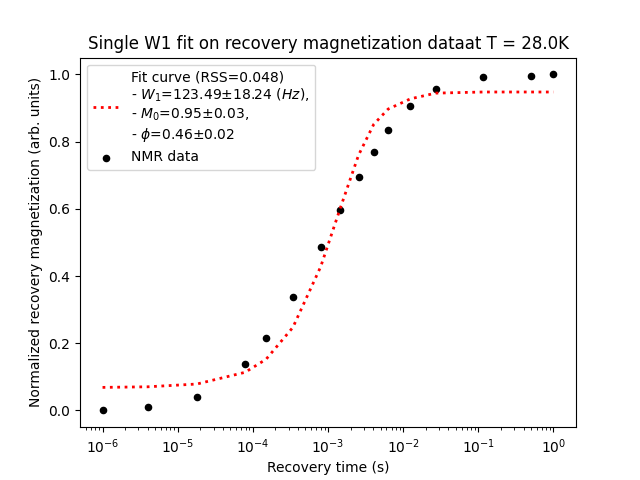 Single W1 fit on recovery magnetization dataat T = 28.0K
Fit curve (RSS=0.048)
- W₁=123.49±18.24 (Hz),
- M₀=0.95±0.03,
- ϕ=0.46±0.02
NMR data
Normalized recovery magnetization (arb. units)
1.0
0.8
0.6
0.4
0.2
0.0
10⁻⁶ 10⁻⁵ 10⁻⁴ 10⁻³ 10⁻² 10⁻¹ 10⁰
Recovery time (s)